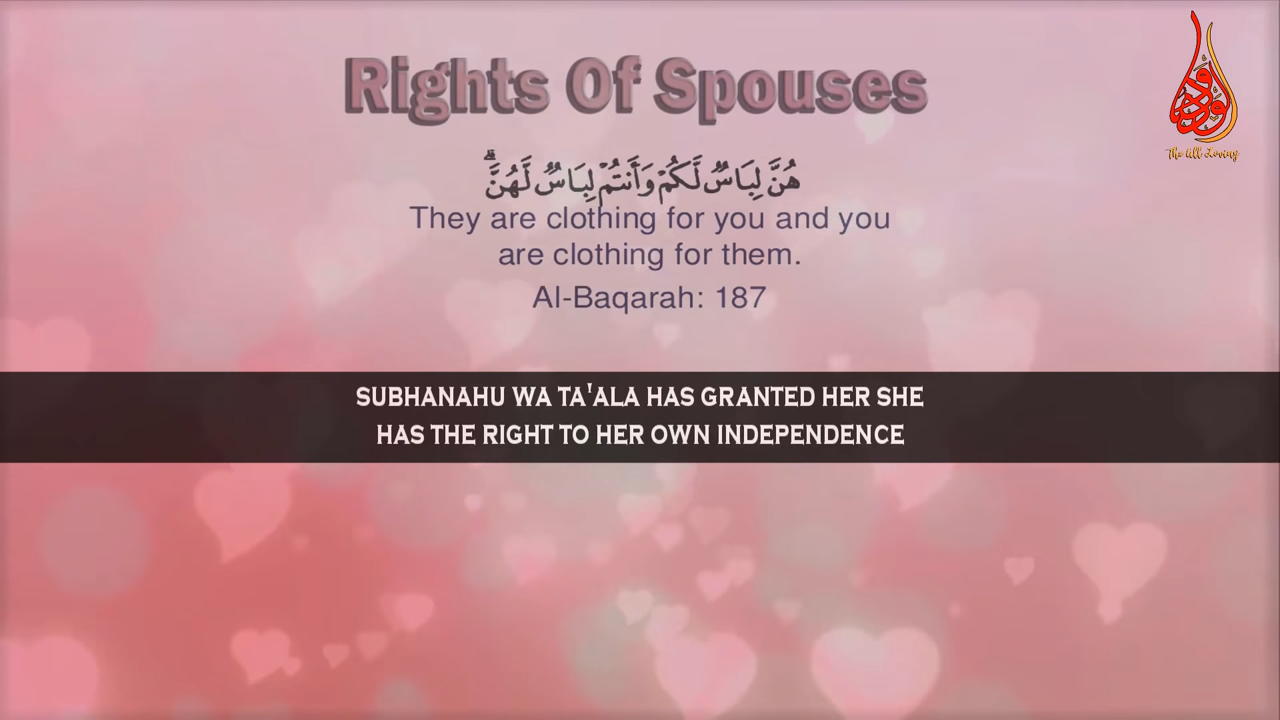 Rights Of Spouses
هُنَّ لِبَاسٌ لَّكُمْ وَأَنتُمْ لِبَاسٌ لَّهُنَّ ۗ
They are clothing for you and you
are clothing for them.
Al-Baqarah: 187
SUBHANAHU WA TA'ALA HAS GRANTED HER SHE
HAS THE RIGHT TO HER OWN INDEPENDENCE
الودود
The All Loving